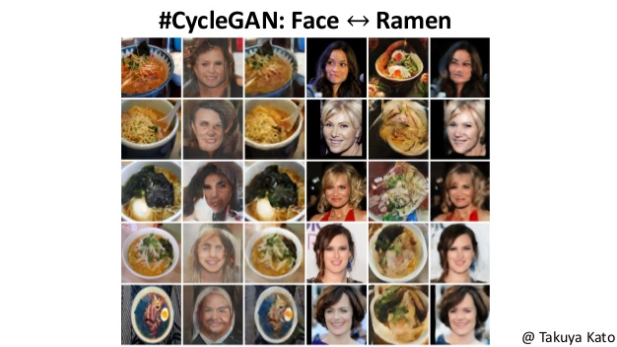 #CycleGAN: Face ↔ Ramen
@ Takuya Kato